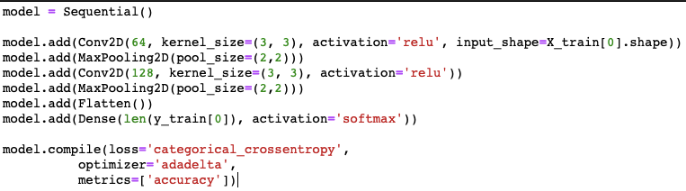 model = Sequential()
model.add(Conv2D(64, kernel_size=(3, 3), activation='relu', input_shape=X_train[0].shape))
model.add(MaxPooling2D(pool_size=(2,2)))
model.add(Conv2D(128, kernel_size=(3, 3), activation='relu'))
model.add(MaxPooling2D(pool_size=(2,2)))
model.add(Flatten())
model.add(Dense(len(y_train[0]), activation='softmax'))
model.compile(loss='categorical_crossentropy',
optimizer='adadelta',
metrics=['accuracy'])